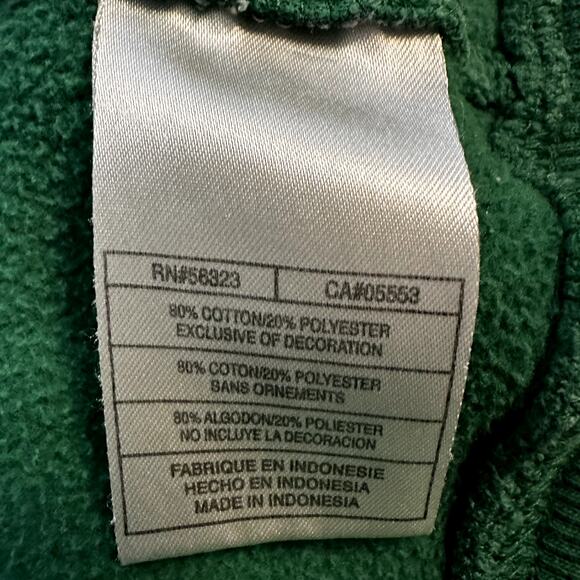 RN#56323 CA#05553
80% COTTON/20% POLYESTER
EXCLUSIVE OF DECORATION
80% COTON/20% POLYESTER
SANS ORNEMENTS
80% ALGODON/20% POLIESTER
NO INCLUYE LA DECORACION
FABRIQUE EN INDONESIE
HECHO EN INDONESIA
MADE IN INDONESIA